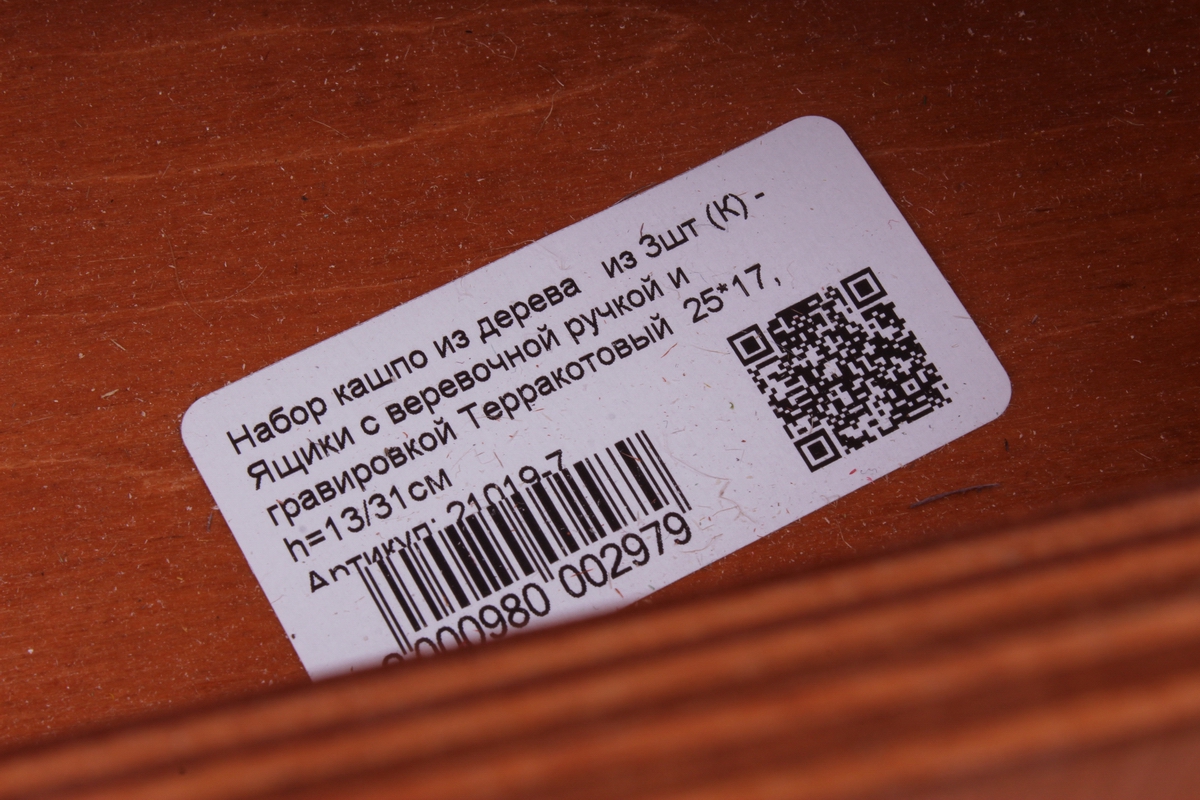 Набор кашпо из дерева из 3шт (К) -
Ящики с веревочной ручкой и
гравировкой Терракотовый 25*17,
h=13/31см
Артикул: 21019-7
000980 002979